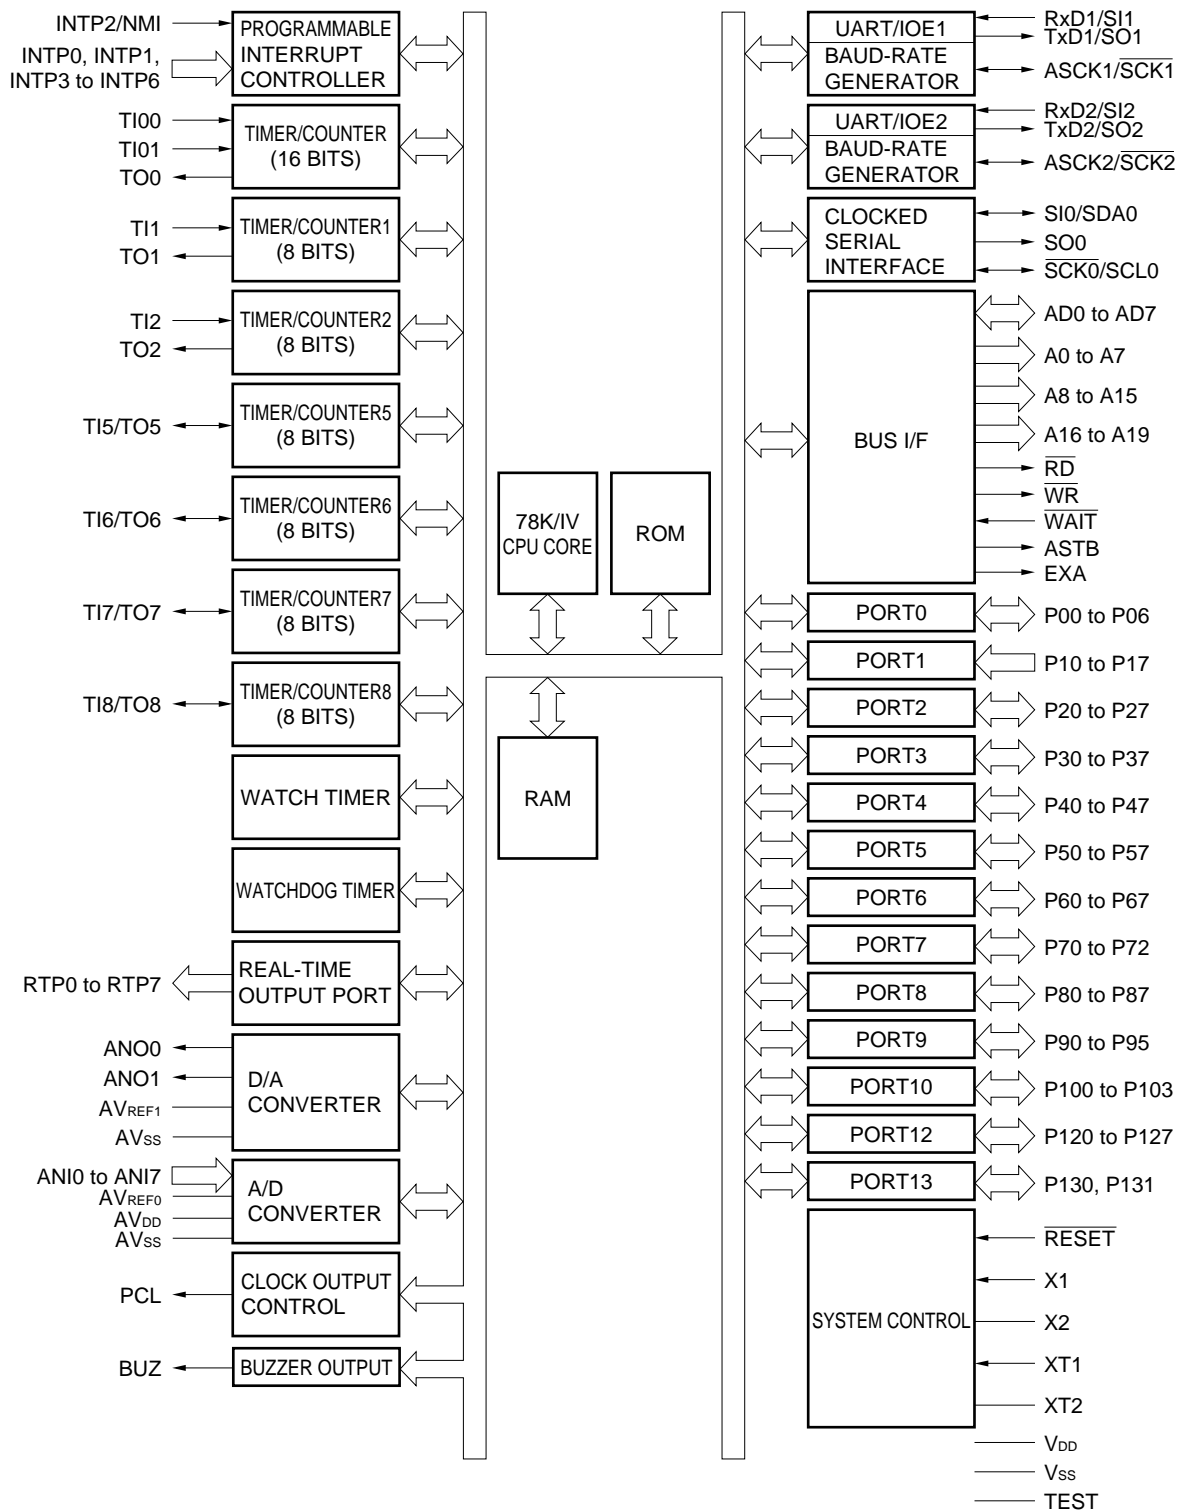 INTP2/NMI
INTP0, INTP1,
INTP3 to INTP6
PROGRAMMABLE
INTERRUPT
CONTROLLER
TI00
TI01
TO0
TIMER/COUNTER
(16 BITS)
TI1
TO1
TIMER/COUNTER1
(8 BITS)
TI2
TO2
TIMER/COUNTER2
(8 BITS)
TI5/TO5
TIMER/COUNTER5
(8 BITS)
TI6/TO6
TIMER/COUNTER6
(8 BITS)
TI7/TO7
TIMER/COUNTER7
(8 BITS)
TI8/TO8
TIMER/COUNTER8
(8 BITS)
WATCH TIMER
WATCHDOG TIMER
RTP0 to RTP7
REAL-TIME
OUTPUT PORT
ANO0
ANO1
AVREF1
AVSS
D/A
CONVERTER
ANI0 to ANI7
AVREF0
AVDD
AVSS
A/D
CONVERTER
PCL
CLOCK OUTPUT
CONTROL
BUZ
BUZZER OUTPUT
78K/IV
CPU CORE
ROM
RAM
UART/IOE1
BAUD-RATE
GENERATOR
RxD1/SI1
TxD1/SO1
ASCK1/SCK1
UART/IOE2
BAUD-RATE
GENERATOR
RxD2/SI2
TxD2/SO2
ASCK2/SCK2
CLOCKED
SERIAL
INTERFACE
SI0/SDA0
SO0
SCK0/SCL0
BUS I/F
AD0 to AD7
A0 to A7
A8 to A15
A16 to A19
RD
WR
WAIT
ASTB
EXA
PORT0
P00 to P06
PORT1
P10 to P17
PORT2
P20 to P27
PORT3
P30 to P37
PORT4
P40 to P47
PORT5
P50 to P57
PORT6
P60 to P67
PORT7
P70 to P72
PORT8
P80 to P87
PORT9
P90 to P95
PORT10
P100 to P103
PORT12
P120 to P127
PORT13
P130, P131
SYSTEM CONTROL
RESET
X1
X2
XT1
XT2
VDD
VSS
TEST